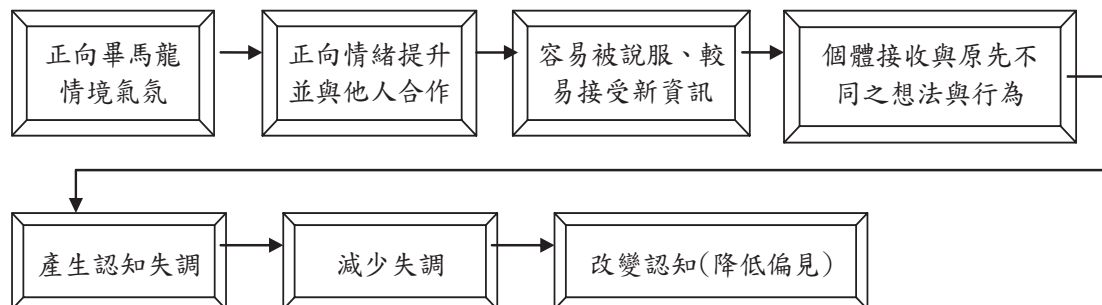 正向畢馬龍
情境氣氛
正向情緒提升
並與他人合作
容易被說服、較
易接受新資訊
個體接收與原先不
同之想法與行為
產生認知失調
減少失調
改變認知(降低偏見)